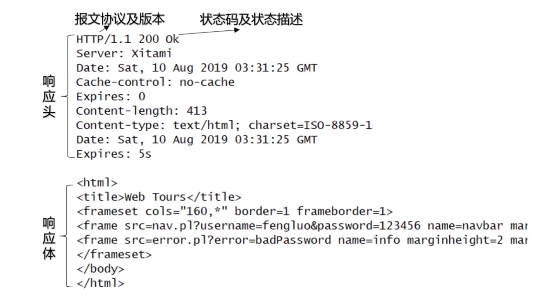 报文协议及版本 状态码及状态描述
HTTP/1.1 200 Ok
Server: Xitami
Date: Sat, 10 Aug 2019 03:31:25 GMT
Cache-control: no-cache
Expires: 0
Content-length: 413
Content-type: text/html; charset=ISO-8859-1
Date: Sat, 10 Aug 2019 03:31:25 GMT
Expires: 5s
响应头
<html>
<title>Web Tours</title>
<frameset cols="160,*" border=1 frameborder=1>
<frame src=nav.pl?username=fengluo&password=123456 name=navbar mar
<frame src=error.pl?error=badPassword name=info marginheight=2 mar
</frameset>
</body>
</html>
响应体